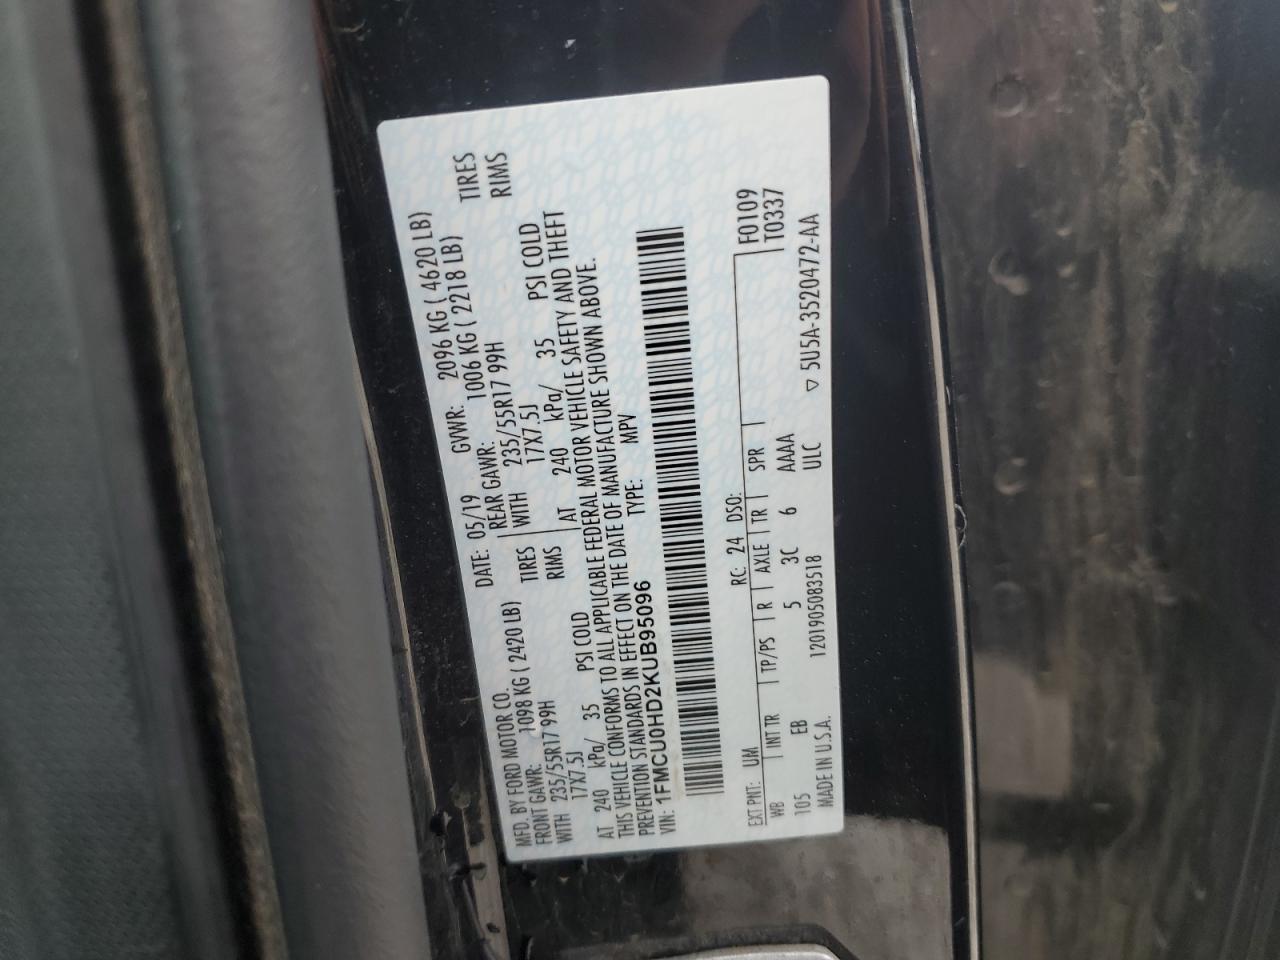 MFD. BY FORD MOTOR CO.
DATE: 05/19 GVWR: 2096 KG ( 4620 LB)
FRONT GAWR: 1098 KG ( 2420 LB) REAR GAWR: 1006 KG ( 2218 LB)
WITH 235/55R17 99H TIRES WITH 235/55R17 99H TIRES
17X7.5J RIMS 17X7.5J RIMS
AT 240 kPa/ 35 PSI COLD AT 240 kPa/ 35 PSI COLD
THIS VEHICLE CONFORMS TO ALL APPLICABLE FEDERAL MOTOR VEHICLE SAFETY AND THEFT
PREVENTION STANDARDS IN EFFECT ON THE DATE OF MANUFACTURE SHOWN ABOVE.
VIN: 1FMCU0HD2KUB95096 TYPE: MPV
F0109
T0337
EXT PNT: UM RC: 24 DSO:
WB INT TR TP/PS R AXLE TR SPR
105 EB 5 3C 6 AAAA
MADE IN U.S.A. 1201905083518 ULC ▽ 5U5A-3520472-AA